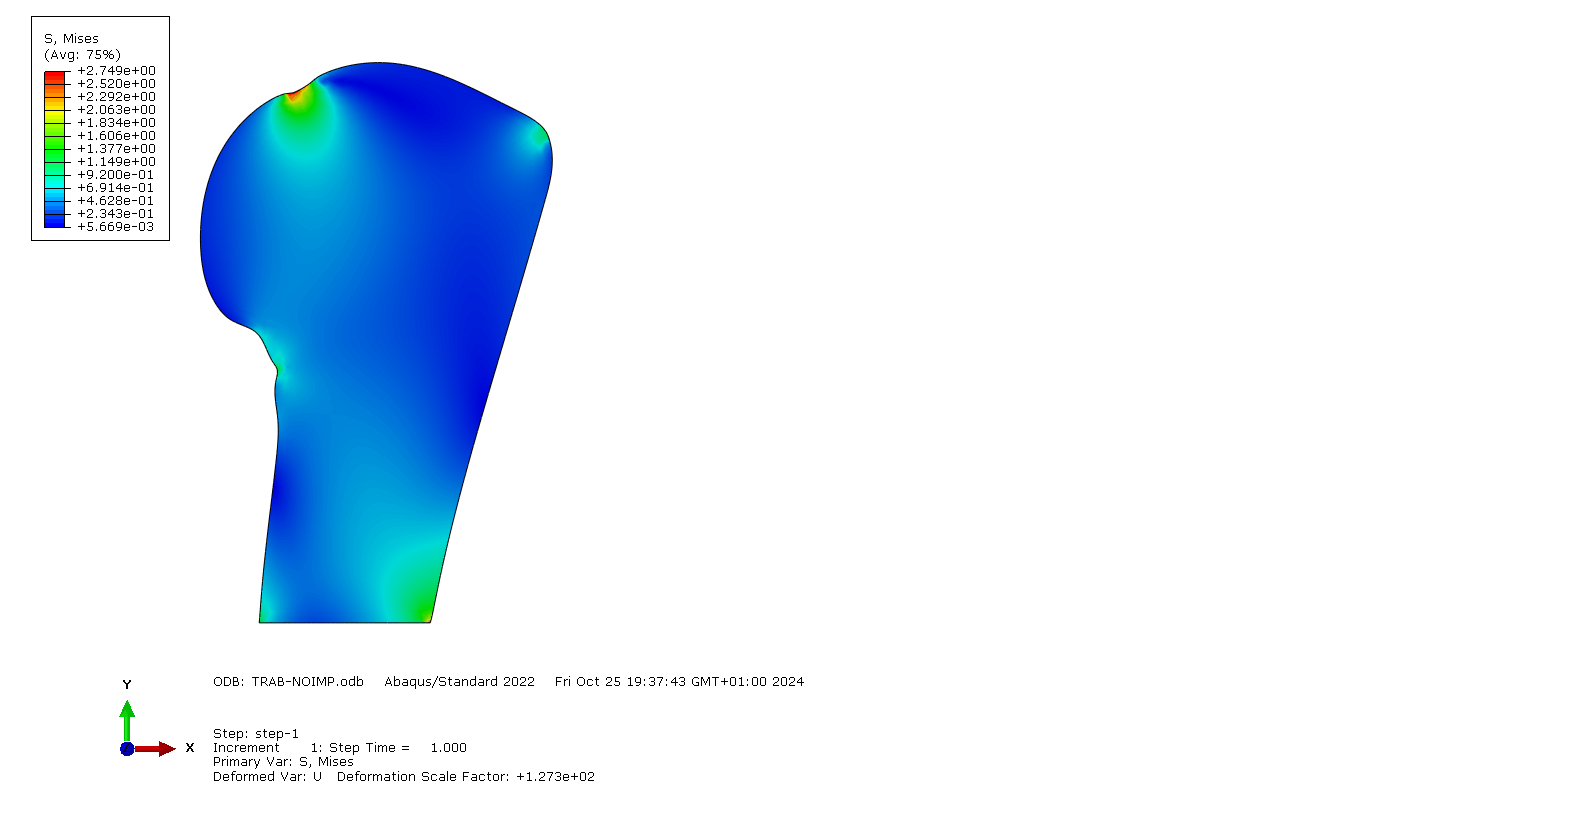 S, Mises
(Avg: 75%)
+2.749e+00
+2.520e+00
+2.292e+00
+2.063e+00
+1.834e+00
+1.606e+00
+1.377e+00
+1.149e+00
+9.200e-01
+6.914e-01
+4.628e-01
+2.343e-01
+5.669e-03
Y
X
ODB: TRAB-NOIMP.odb Abaqus/Standard 2022 Fri Oct 25 19:37:43 GMT+01:00 2024
Step: step-1
Increment 1: Step Time = 1.000
Primary Var: S, Mises
Deformed Var: U Deformation Scale Factor: +1.273e+02